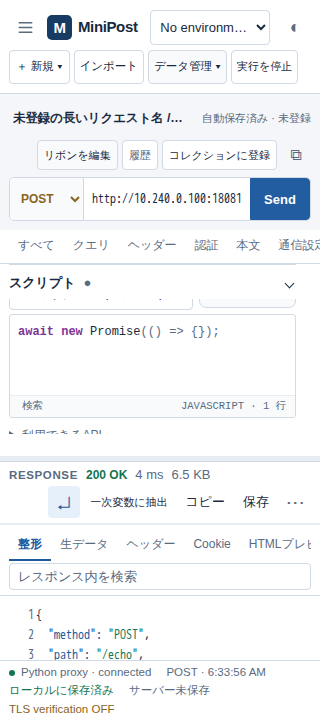 M MiniPost No environm…
+ 新規 ▾ インポート データ管理 ▾ 実行を停止
未登録の長いリクエスト名 /… 自動保存済み · 未登録
リボンを編集 履歴 コレクションに登録
POST http://10.240.0.100:18081 Send
すべて クエリ ヘッダー 認証 本文 通信設定
スクリプト
await new Promise(() => {});
検索 JAVASCRIPT · 1 行
RESPONSE 200 OK 4 ms 6.5 KB
一次変数に抽出 コピー 保存 ···
整形 生データ ヘッダー Cookie HTMLプレビ
レスポンス内を検索
1 {
2 "method": "POST",
3 "path": "/echo",
Python proxy · connected POST · 6:33:56 AM
ローカルに保存済み サーバー未保存
TLS verification OFF